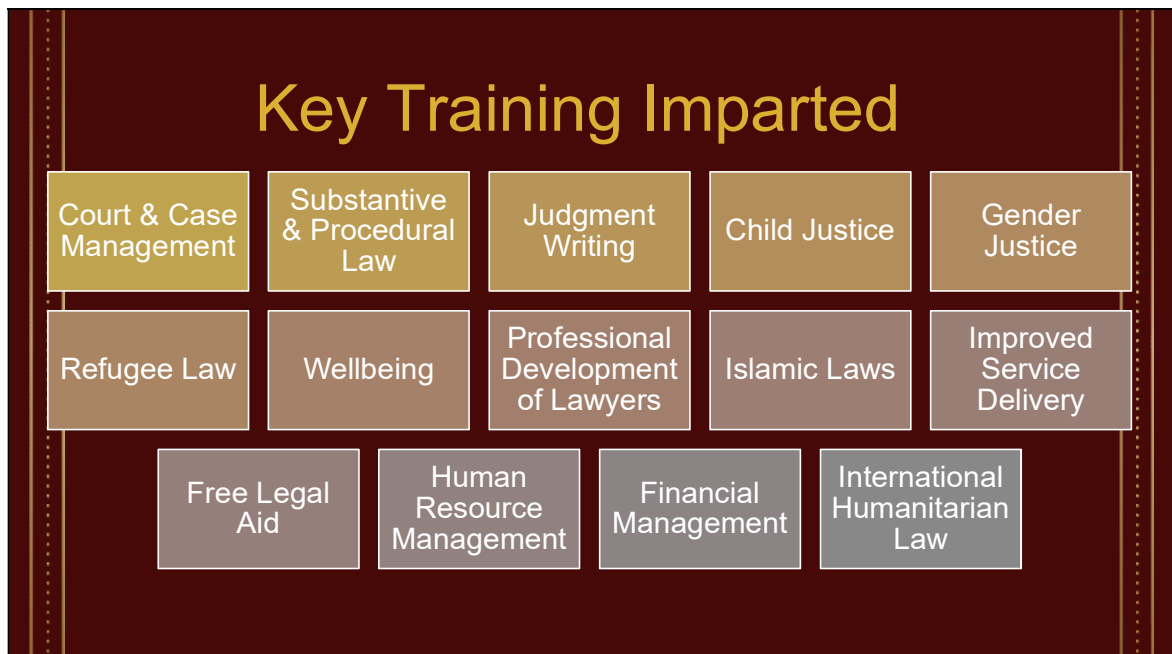 Key Training Imparted
Court & Case
Management
Substantive
& Procedural
Law
Judgment
Writing
Child Justice
Gender
Justice
Refugee Law
Wellbeing
Professional
Development
of Lawyers
Islamic Laws
Improved
Service
Delivery
Free Legal
Aid
Human
Resource
Management
Financial
Management
International
Humanitarian
Law